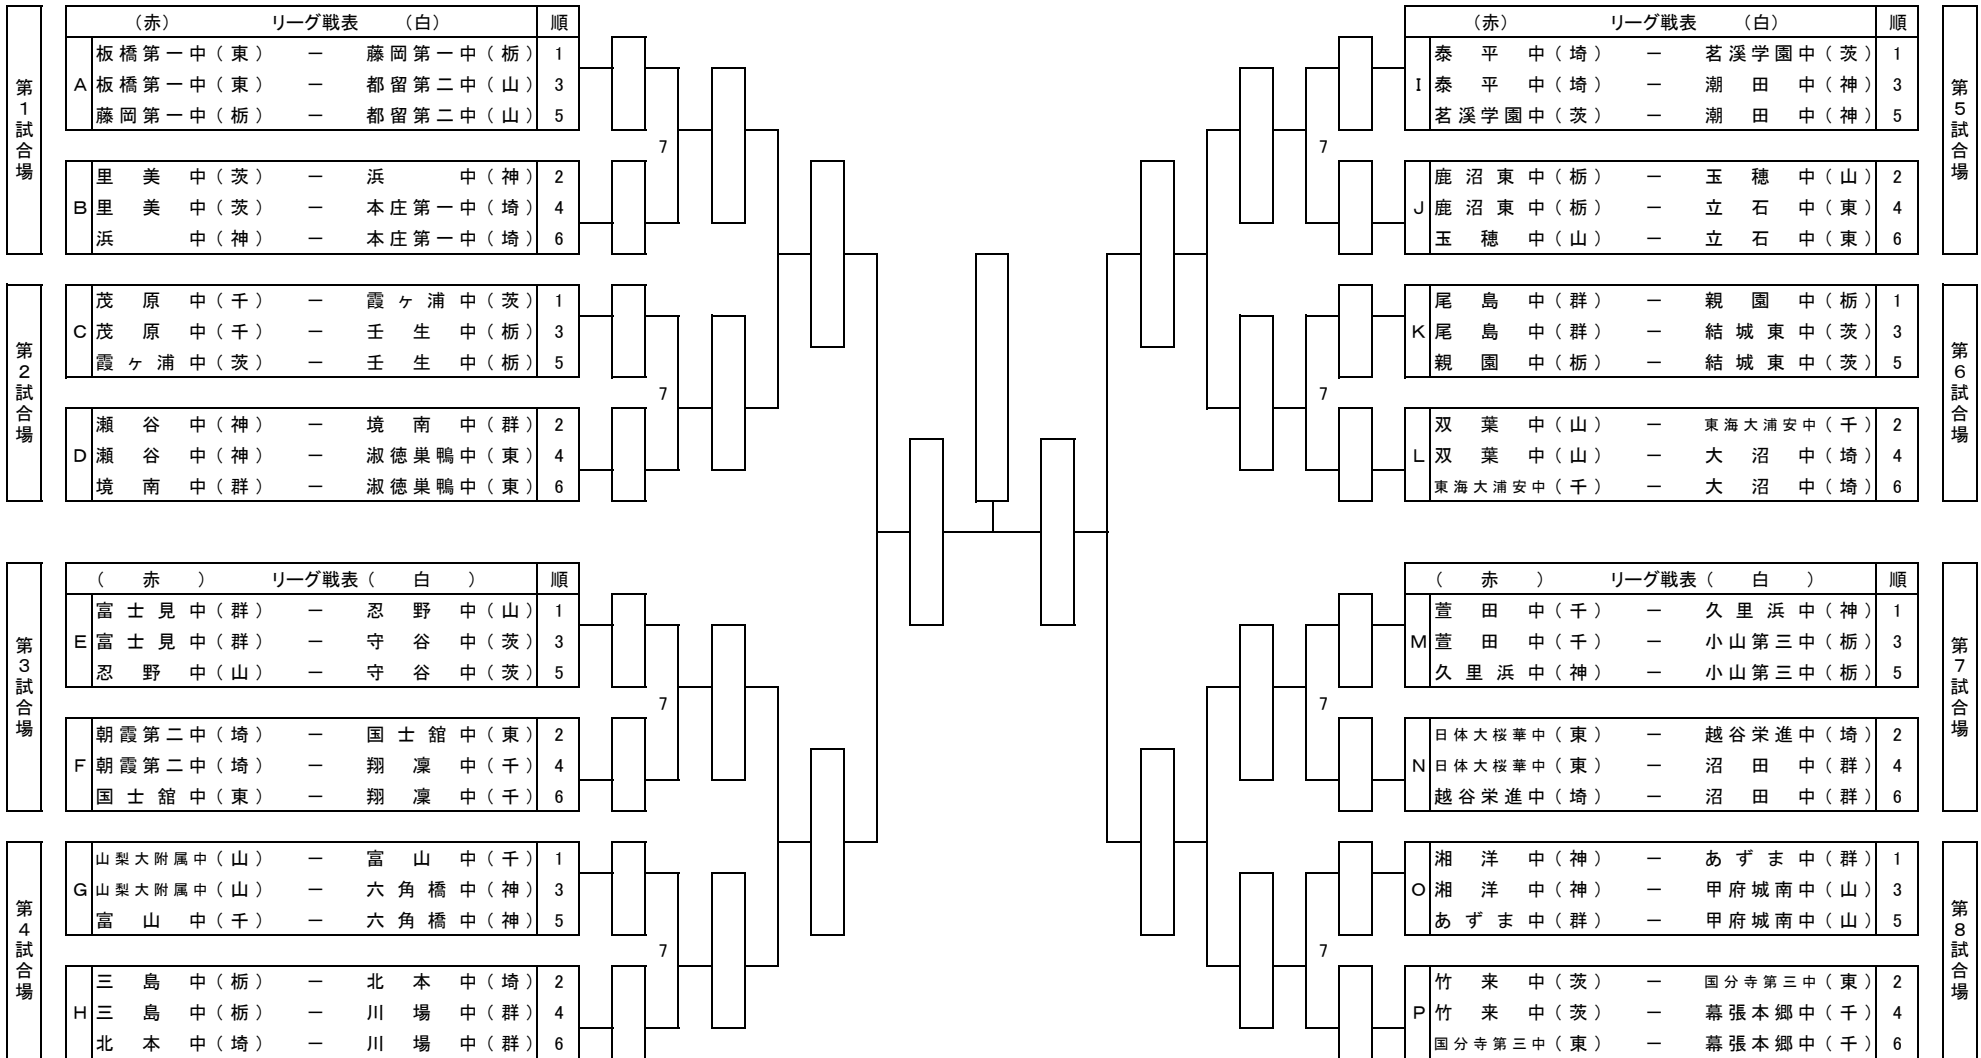 第1試合場
(赤) リーグ戦表 (白) 順
A
板橋第一中(東) － 藤岡第一中(栃) 1
板橋第一中(東) － 都留第二中(山) 3
藤岡第一中(栃) － 都留第二中(山) 5
7
B
里美中(茨) － 浜中(神) 2
里美中(茨) － 本庄第一中(埼) 4
浜中(神) － 本庄第一中(埼) 6
第2試合場
C
茂原中(千) － 霞ヶ浦中(茨) 1
茂原中(千) － 壬生中(栃) 3
霞ヶ浦中(茨) － 壬生中(栃) 5
7
D
瀬谷中(神) － 境南中(群) 2
瀬谷中(神) － 淑徳巣鴨中(東) 4
境南中(群) － 淑徳巣鴨中(東) 6
第3試合場
(赤) リーグ戦表 (白) 順
E
富士見中(群) － 忍野中(山) 1
富士見中(群) － 守谷中(茨) 3
忍野中(山) － 守谷中(茨) 5
7
F
朝霞第二中(埼) － 国士舘中(東) 2
朝霞第二中(埼) － 翔凜中(千) 4
国士舘中(東) － 翔凜中(千) 6
第4試合場
G
山梨大附属中(山) － 富山中(千) 1
山梨大附属中(山) － 六角橋中(神) 3
富山中(千) － 六角橋中(神) 5
7
H
三島中(栃) － 北本中(埼) 2
三島中(栃) － 川場中(群) 4
北本中(埼) － 川場中(群) 6
第5試合場
(赤) リーグ戦表 (白) 順
I
泰平中(埼) － 茗溪学園中(茨) 1
泰平中(埼) － 潮田中(神) 3
茗溪学園中(茨) － 潮田中(神) 5
7
J
鹿沼東中(栃) － 玉穂中(山) 2
鹿沼東中(栃) － 立石中(東) 4
玉穂中(山) － 立石中(東) 6
第6試合場
K
尾島中(群) － 親園中(栃) 1
尾島中(群) － 結城東中(茨) 3
親園中(栃) － 結城東中(茨) 5
7
L
双葉中(山) － 東海大浦安中(千) 2
双葉中(山) － 大沼中(埼) 4
東海大浦安中(千) － 大沼中(埼) 6
第7試合場
(赤) リーグ戦表 (白) 順
M
萱田中(千) － 久里浜中(神) 1
萱田中(千) － 小山第三中(栃) 3
久里浜中(神) － 小山第三中(栃) 5
7
N
日体大桜華中(東) － 越谷栄進中(埼) 2
日体大桜華中(東) － 沼田中(群) 4
越谷栄進中(埼) － 沼田中(群) 6
第8試合場
O
湘洋中(神) － あずま中(群) 1
湘洋中(神) － 甲府城南中(山) 3
あずま中(群) － 甲府城南中(山) 5
7
P
竹来中(茨) － 国分寺第三中(東) 2
竹来中(茨) － 幕張本郷中(千) 4
国分寺第三中(東) － 幕張本郷中(千) 6